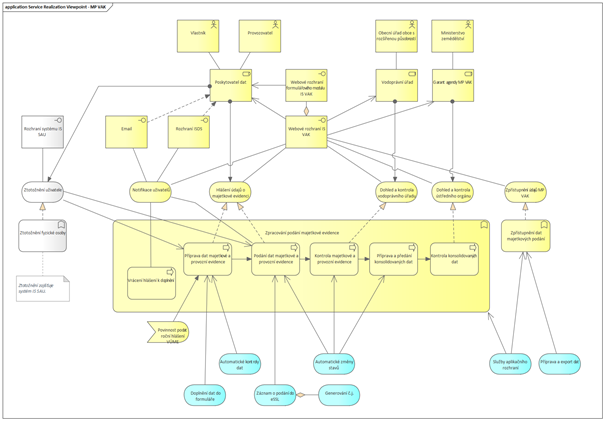 application Service Realization Viewpoint - MP VAK
Vlastník
Provozovatel
Obecní úřad obce s
rozšířenou působností
Ministerstvo
zemědělství
Poskytovatel dat
Webové rozhraní
formulářového modulu
IS VAK
Vodoprávní úřad
Garant agendy MP VaK
Rozhraní systému IS
SAU
Email
Rozhraní ISDS
Webové rozhraní IS
VAK
Ztotožnění uživatele
Notifikace uživatelů
Hlášení údajů o
majetkové evidenci
Dohled a kontrola
vodoprávního úřadu
Dohled a kontrola
ústředního orgánu
Zpřístupnění údajů MP
VAK
Ztotožnění fyzické osoby
Zpracování podání majetkové evidence
Zpřístupnění dat
majetkových podání
Příprava dat majetkové a
provozní evidence
Podání dat majetkové a
provozní evidence
Kontrola majetkové a
provozní evidence
Příprava a předání
konsolidovaných dat
Kontrola konsolidovaných
dat
Vrácení hlášení k doplnění
Ztotožnění zajišťuje
systém IS SAU
Povinnost podat
roční hlášení
Automatické kontroly
dat
Automatické změny
stavů
Služby aplikačního
rozhraní
Příprava a export dat
Doplnění dat do
formuláře
Záznam o podání do
eSSL
Generování č.j.